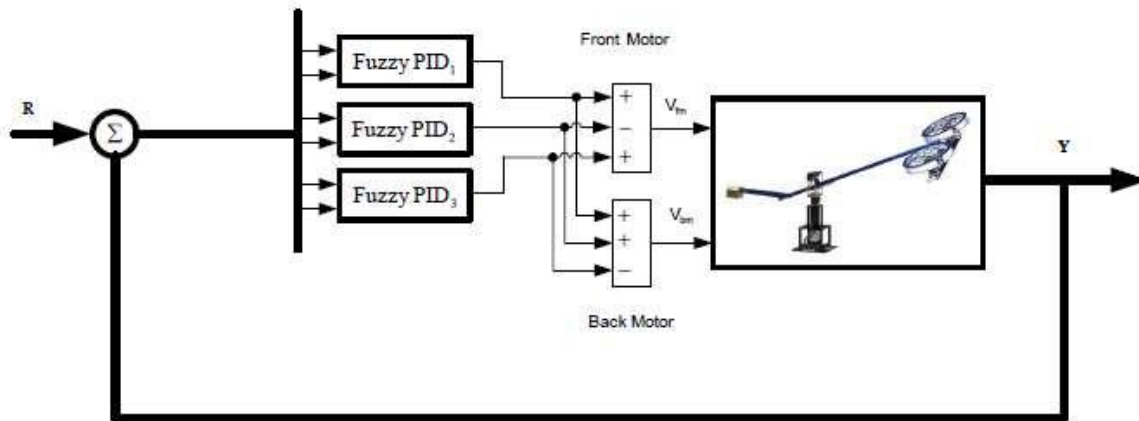 Front Motor
R
Σ
Fuzzy PID1
Fuzzy PID2
Fuzzy PID3
+
−
+
Vfm
+
+
−
Vbm
Y
Back Motor